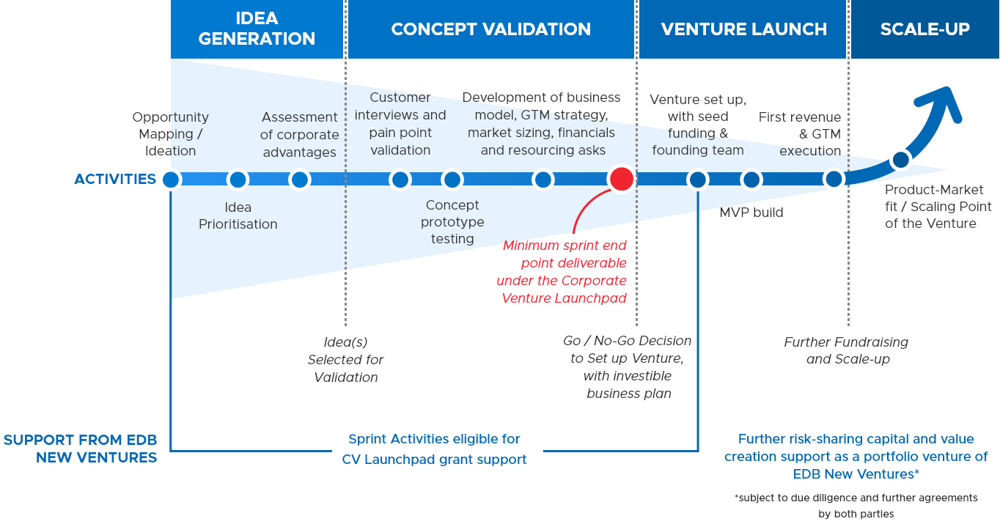 IDEA
GENERATION
CONCEPT VALIDATION
VENTURE LAUNCH
SCALE-UP
Opportunity
Mapping /
Ideation
Assessment
of corporate
advantages
Customer
interviews and
pain point
validation
Development of business
model, GTM strategy,
market sizing, financials
and resourcing asks
Venture set up,
with seed
funding &
founding team
First revenue
& GTM
execution
ACTIVITIES
Idea
Prioritisation
Concept
prototype
testing
MVP build
Product-Market
fit / Scaling Point
of the Venture
Minimum sprint end
point deliverable
under the Corporate
Venture Launchpad
Idea(s)
Selected for
Validation
Go / No-Go Decision
to Set up Venture,
with investible
business plan
Further Fundraising
and Scale-up
SUPPORT FROM EDB
NEW VENTURES
Sprint Activities eligible for
CV Launchpad grant support
Further risk-sharing capital and value
creation support as a portfolio venture of
EDB New Ventures*
*subject to due diligence and further agreements
by both parties